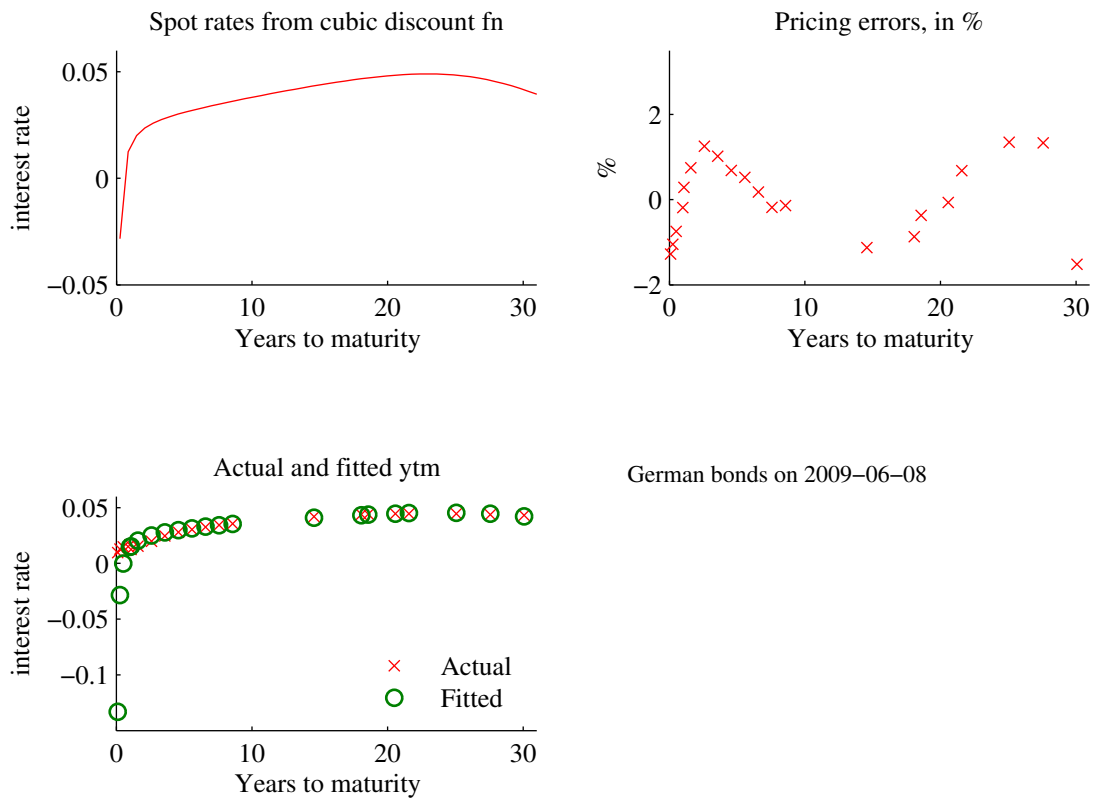 Spot rates from cubic discount fn
0.05
0
−0.05
interest rate
0
10
20
30
Years to maturity
Pricing errors, in %
2
0
−2
%
0
10
20
30
Years to maturity
Actual and fitted ytm
0.05
0
−0.05
−0.1
interest rate
Actual
Fitted
0
10
20
30
Years to maturity
German bonds on 2009−06−08